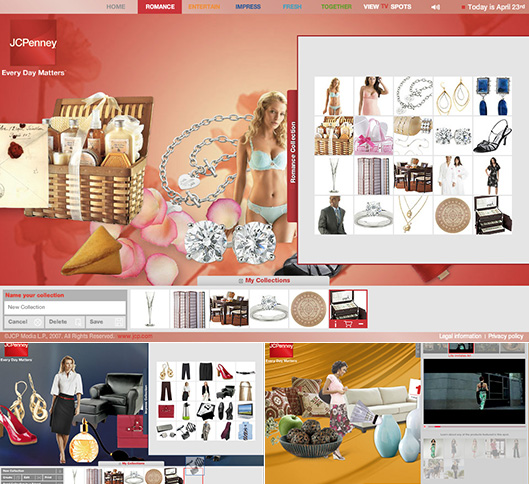 HOME ROMANCE ENTERTAIN IMPRESS FRESH TOGETHER VIEW TV SPOTS Today is April 23rd
JCPenney
Every Day Matters
Romance Collection
My Collections
Name your collection
New Collection
Cancel Delete Save
©JCP Media L.P., 2007. All Rights Reserved. www.jcp.com Legal information | Privacy policy
JCPenney
Every Day Matters
My Collections
JCPenney
Every Day Matters